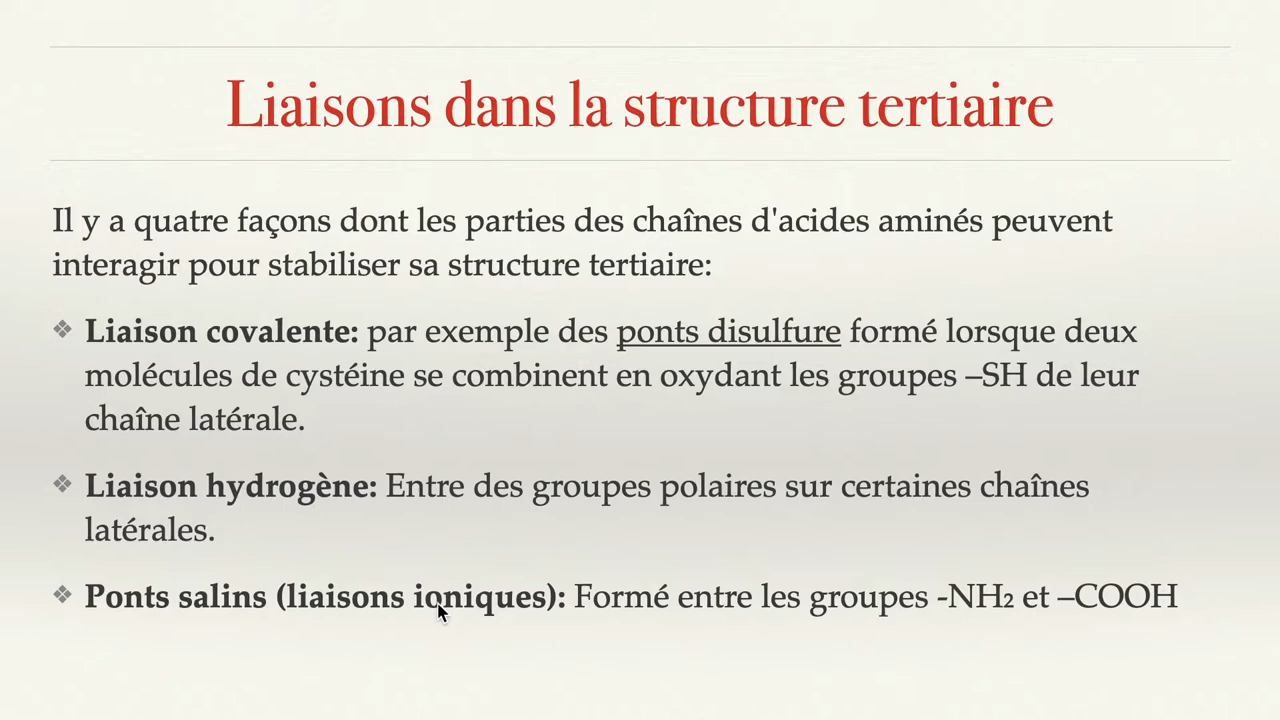 Liaisons dans la structure tertiaire
Il y a quatre façons dont les parties des chaînes d'acides aminés peuvent
interagir pour stabiliser sa structure tertiaire:
❖ Liaison covalente: par exemple des ponts disulfure formé lorsque deux
molécules de cystéine se combinent en oxydant les groupes –SH de leur
chaîne latérale.
❖ Liaison hydrogène: Entre des groupes polaires sur certaines chaînes
latérales.
❖ Ponts salins (liaisons ioniques): Formé entre les groupes -NH₂ et –COOH